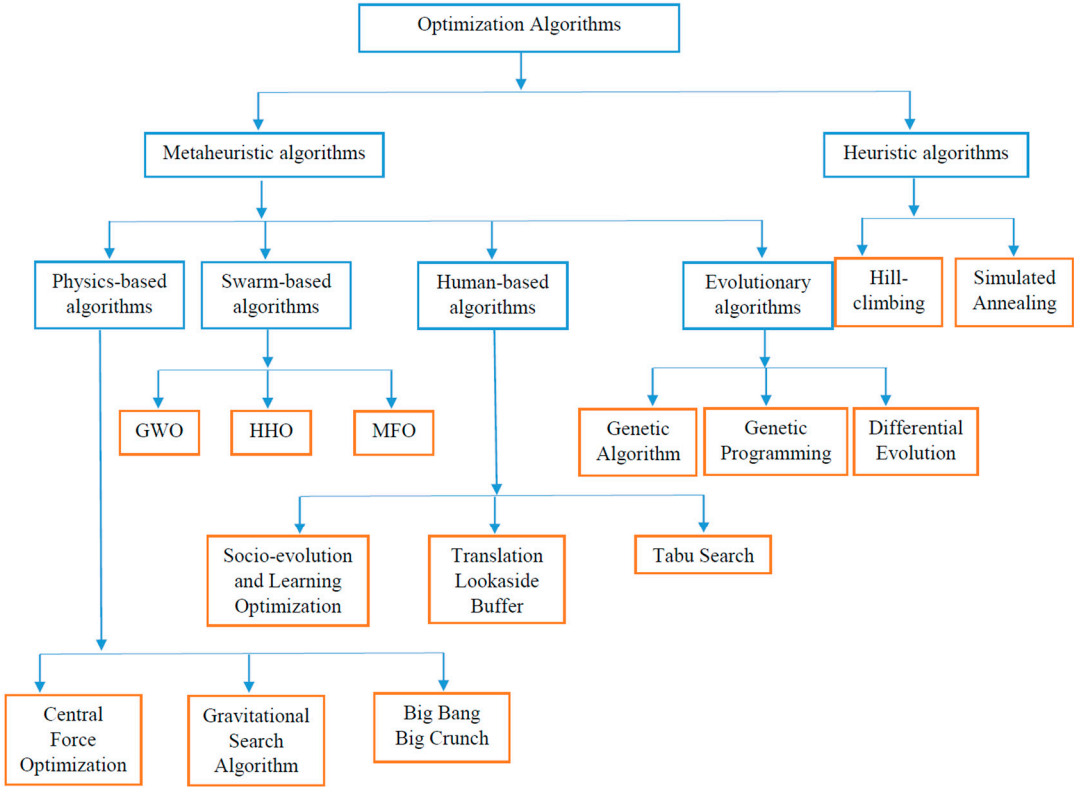 Optimization Algorithms
Metaheuristic algorithms
Heuristic algorithms
Physics-based
algorithms
Swarm-based
algorithms
Human-based
algorithms
Evolutionary
algorithms
Hill-
climbing
Simulated
Annealing
GWO
HHO
MFO
Genetic
Algorithm
Genetic
Programming
Differential
Evolution
Socio-evolution
and Learning
Optimization
Translation
Lookaside
Buffer
Tabu Search
Central
Force
Optimization
Gravitational
Search
Algorithm
Big Bang
Big Crunch